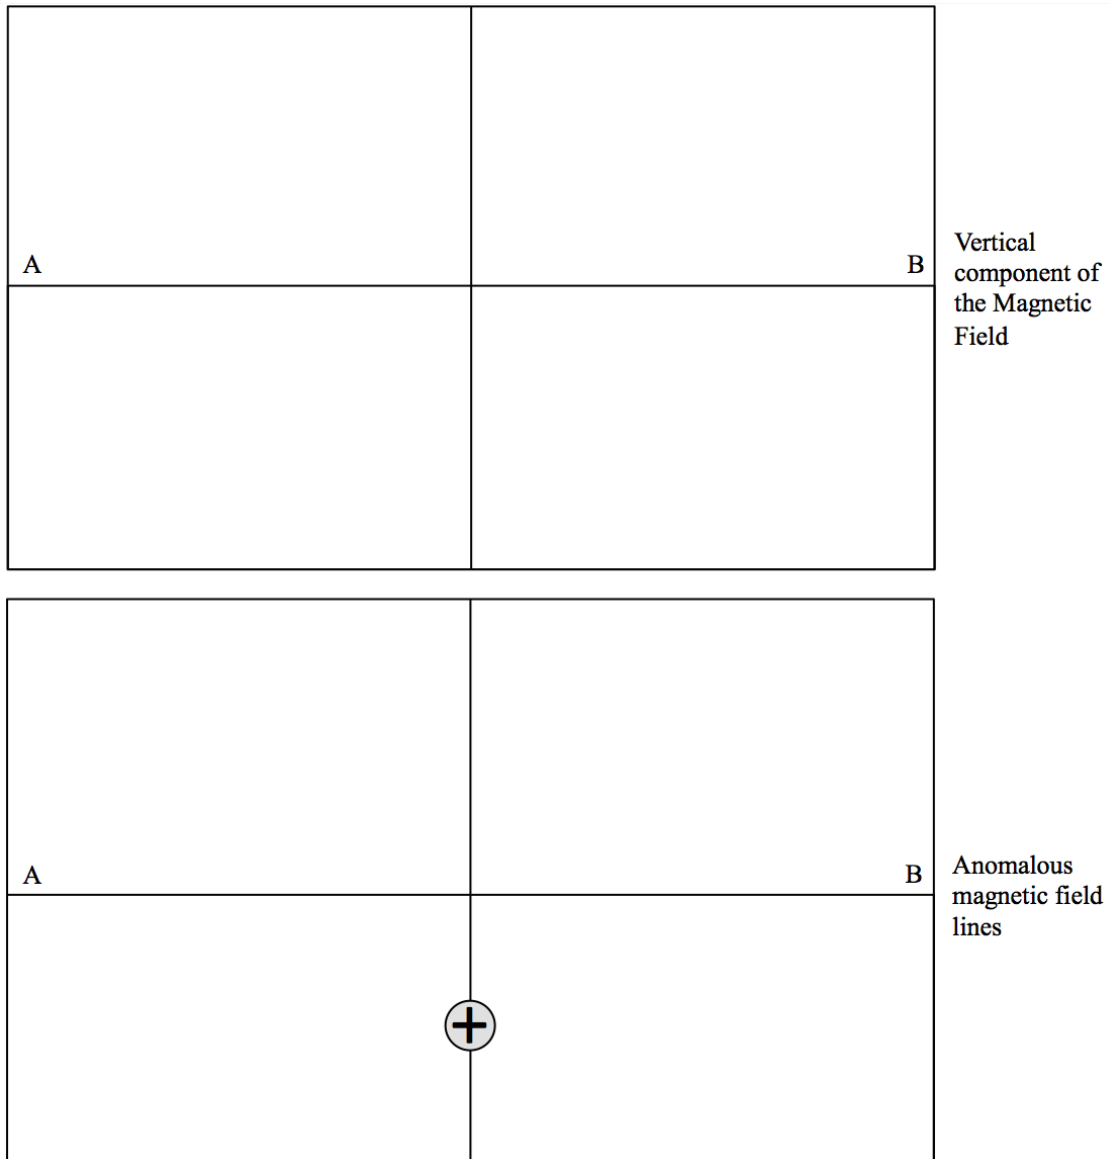 A
B
Vertical
component of
the Magnetic
Field
A
B
Anomalous
magnetic field
lines
+